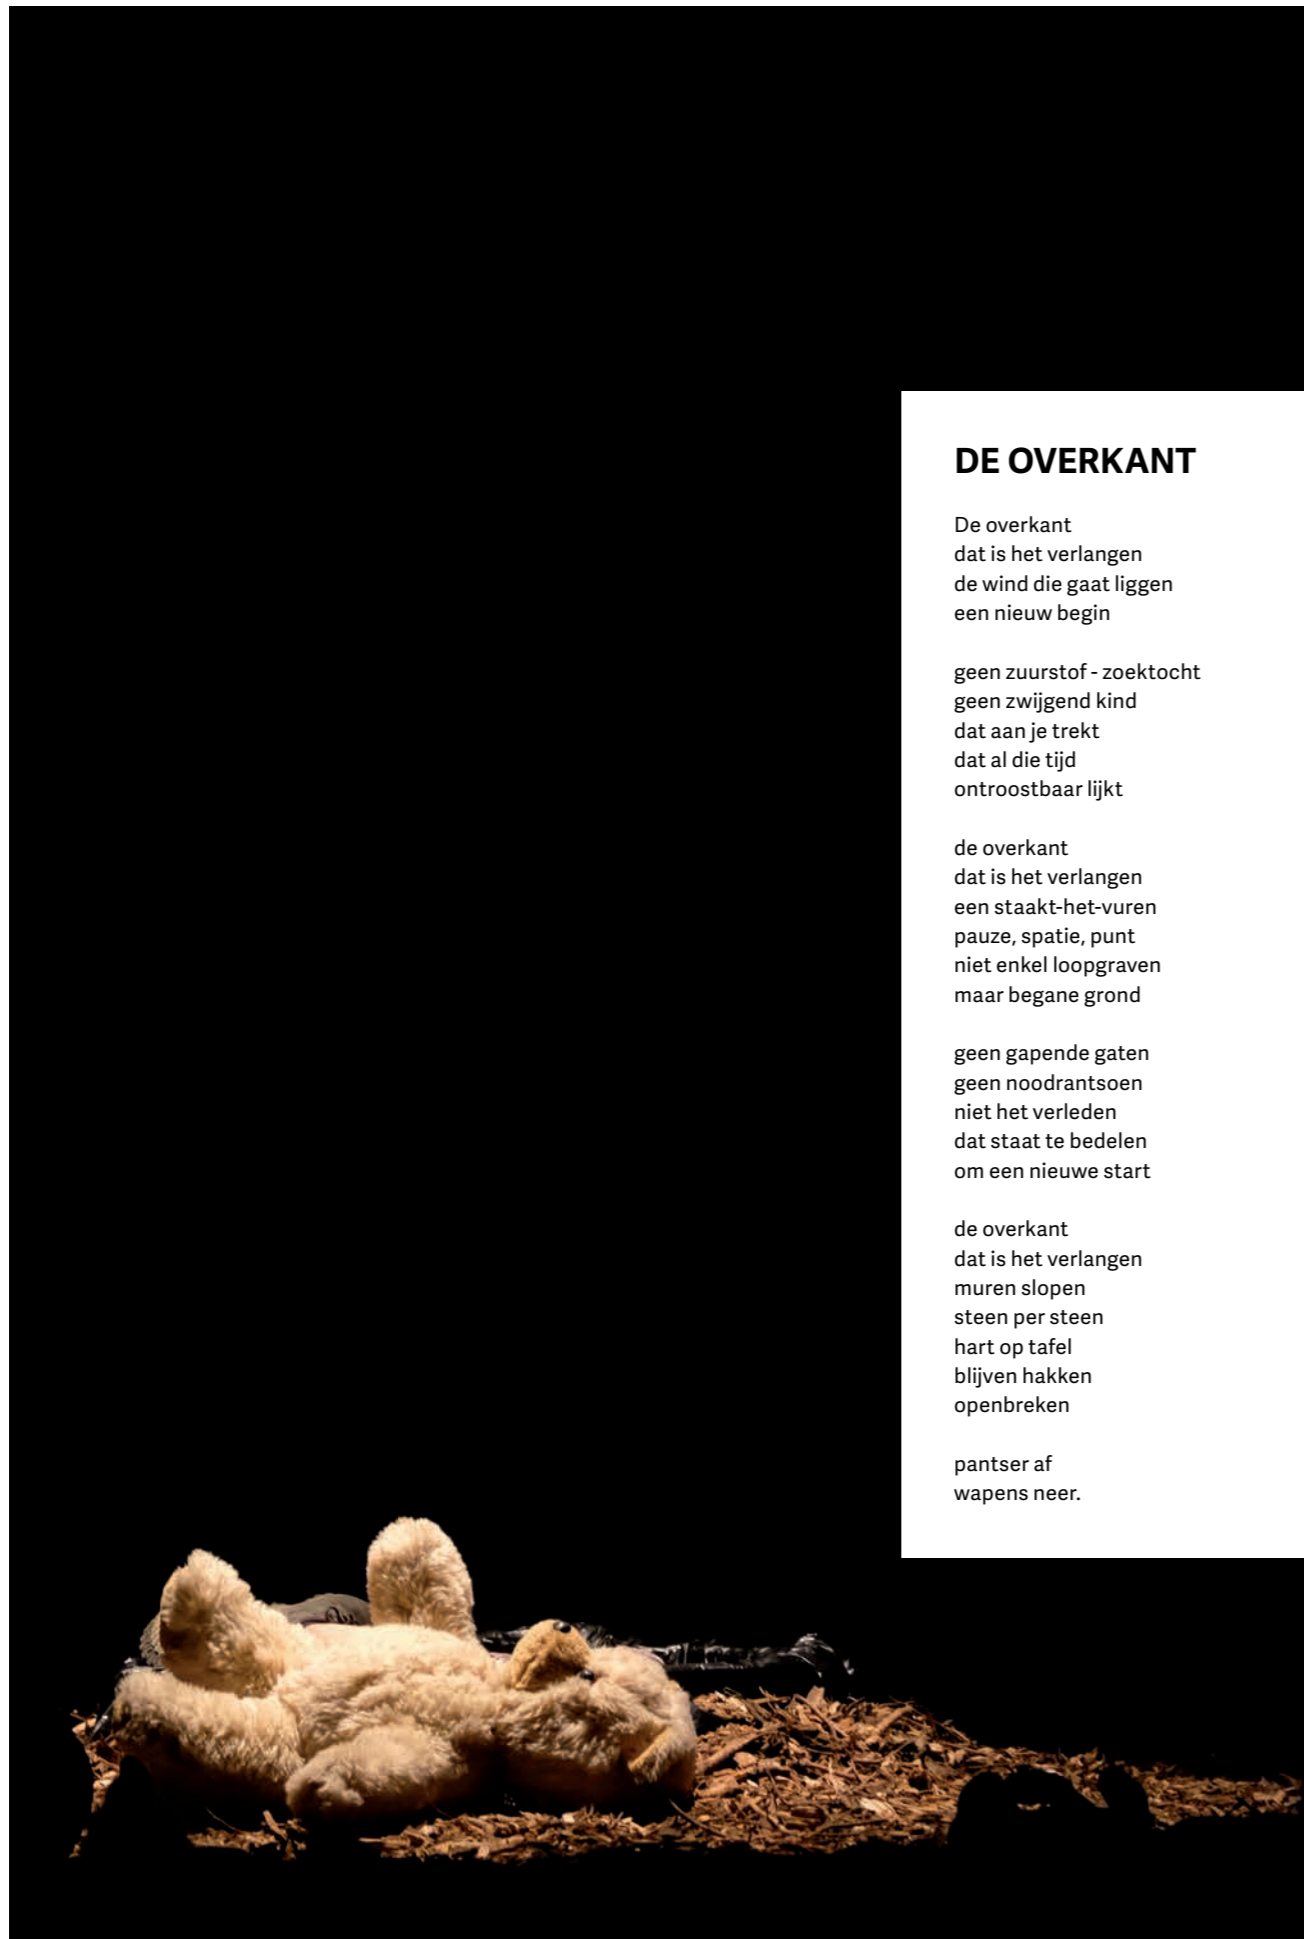 DE OVERKANT

De overkant
dat is het verlangen
de wind die gaat liggen
een nieuw begin

geen zuurstof - zoektocht
geen zwijgend kind
dat aan je trekt
dat al die tijd
ontroostbaar lijkt

de overkant
dat is het verlangen
een staakt-het-vuren
pauze, spatie, punt
niet enkel loopgraven
maar begane grond

geen gapende gaten
geen noodrantsoen
niet het verleden
dat staat te bedelen
om een nieuwe start

de overkant
dat is het verlangen
muren slopen
steen per steen
hart op tafel
blijven hakken
openbreken

pantser af
wapens neer.